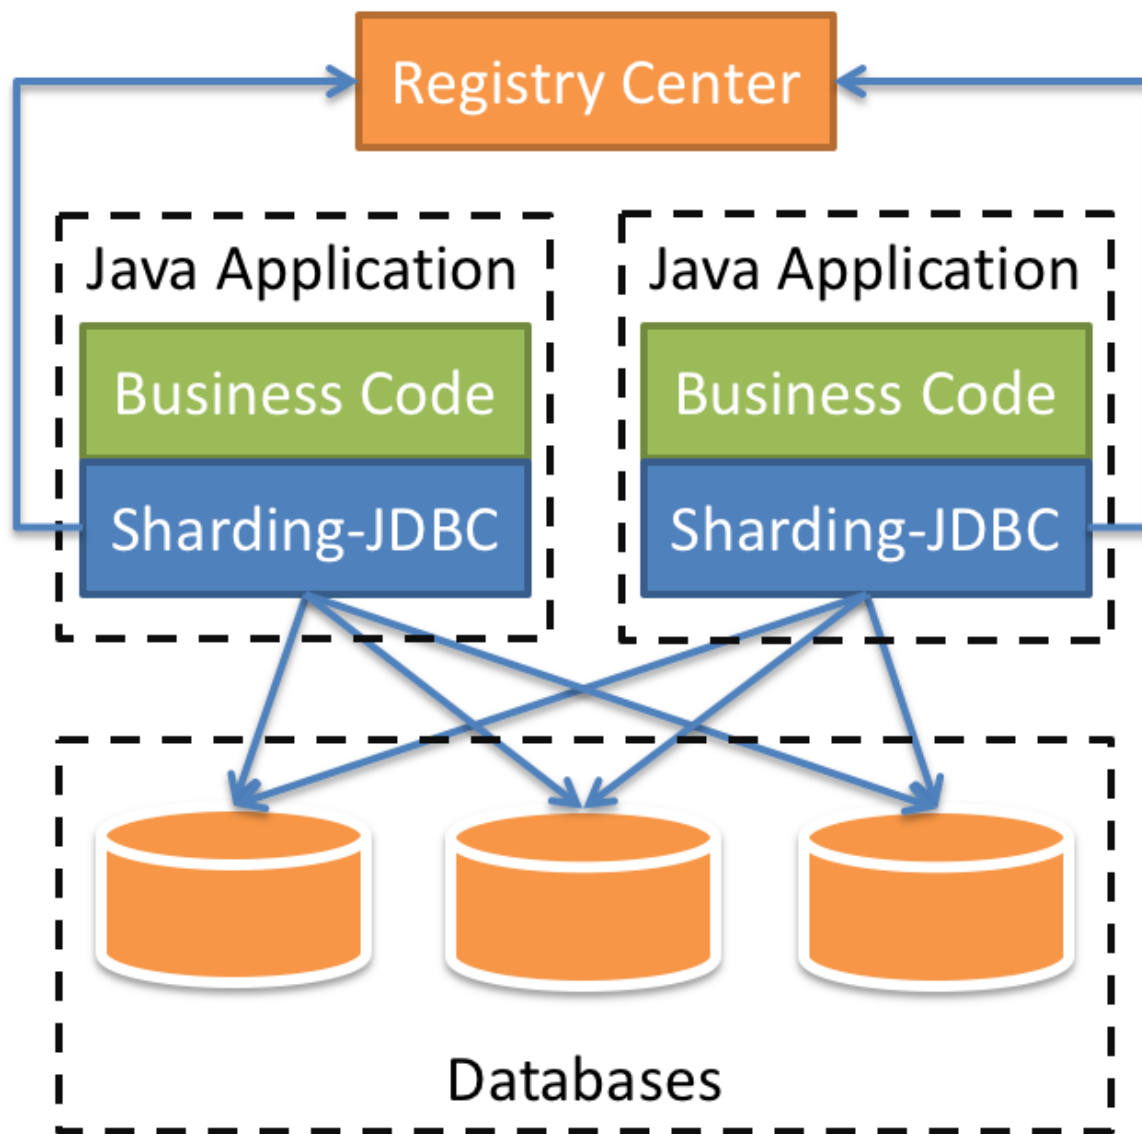 Registry Center
Java Application
Business Code
Sharding-JDBC
Java Application
Business Code
Sharding-JDBC
Databases